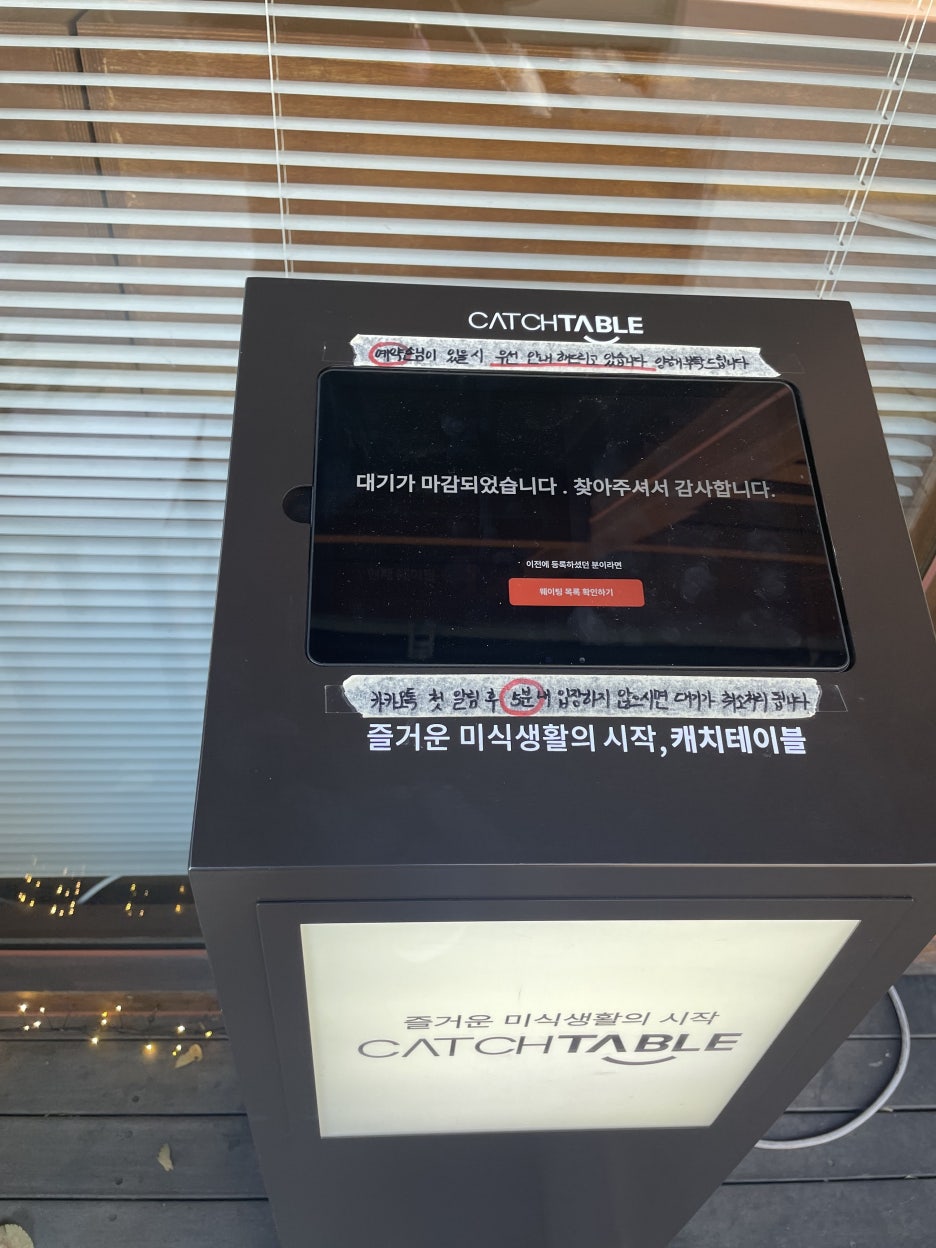 CATCHTABLE
예약손님이 있을 시 우선 안내 해드리고 있습니다. 양해부탁드립니다
대기가 마감되었습니다 . 찾아주셔서 감사합니다.
이전에 등록하셨던 분이라면
웨이팅 목록 확인하기
카카오톡 첫 알림 후 5분 내 입장하지 않으시면 대기가 취소처리 됩니다
즐거운 미식생활의 시작, 캐치테이블
즐거운 미식생활의 시작
CATCHTABLE